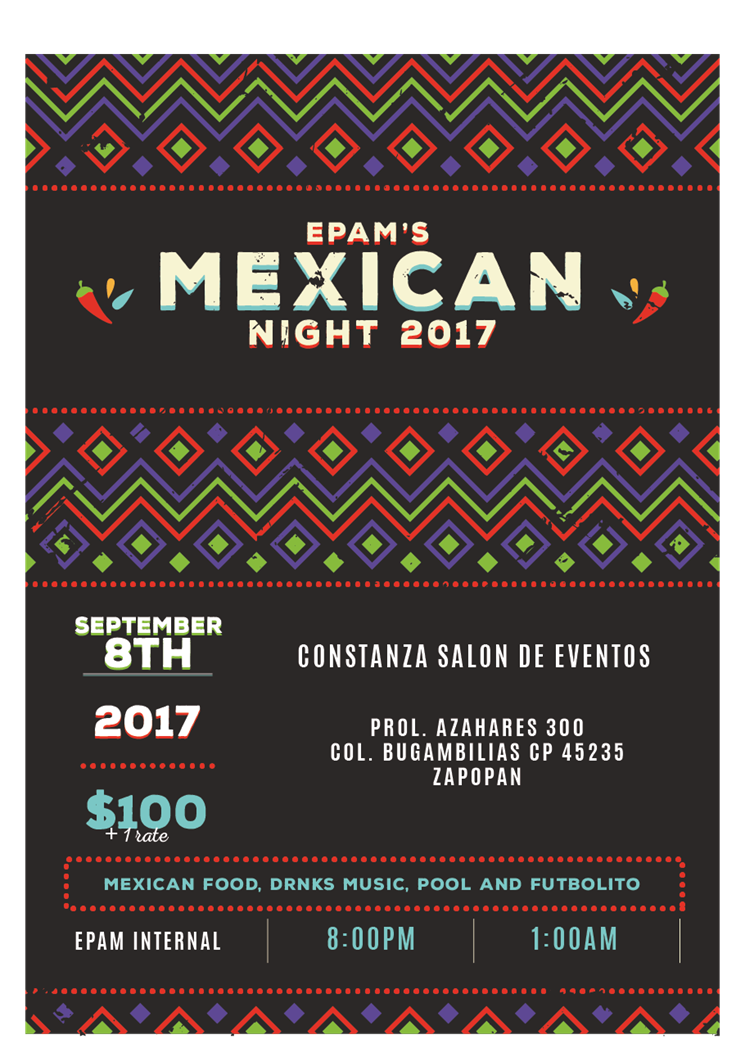 EPAM'S
MEXICAN
NIGHT 2017
SEPTEMBER
8TH
2017
$100
+ 1 rate
CONSTANZA SALON DE EVENTOS
PROL. AZAHARES 300
COL. BUGAMBILIAS CP 45235
ZAPOPAN
MEXICAN FOOD, DRNKS MUSIC, POOL AND FUTBOLITO
EPAM INTERNAL
8:00PM
1:00AM